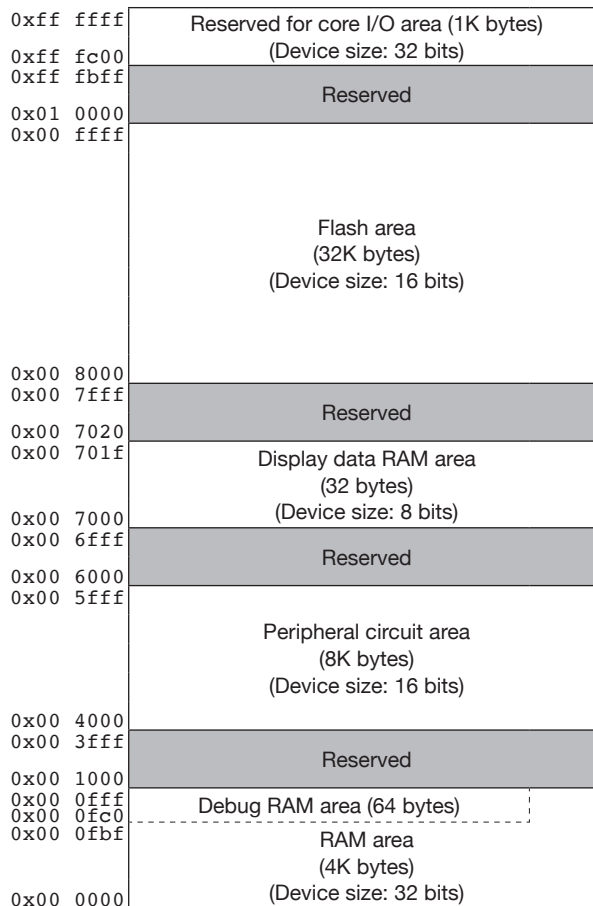 0xff ffff
Reserved for core I/O area (1K bytes)
(Device size: 32 bits)
0xff fc00
0xff fbff
Reserved
0x01 0000
0x00 ffff
Flash area
(32K bytes)
(Device size: 16 bits)
0x00 8000
0x00 7fff
Reserved
0x00 7020
0x00 701f
Display data RAM area
(32 bytes)
(Device size: 8 bits)
0x00 7000
0x00 6fff
Reserved
0x00 6000
0x00 5fff
Peripheral circuit area
(8K bytes)
(Device size: 16 bits)
0x00 4000
0x00 3fff
Reserved
0x00 1000
0x00 0fff
Debug RAM area (64 bytes)
0x00 0fc0
0x00 0fbf
RAM area
(4K bytes)
(Device size: 32 bits)
0x00 0000